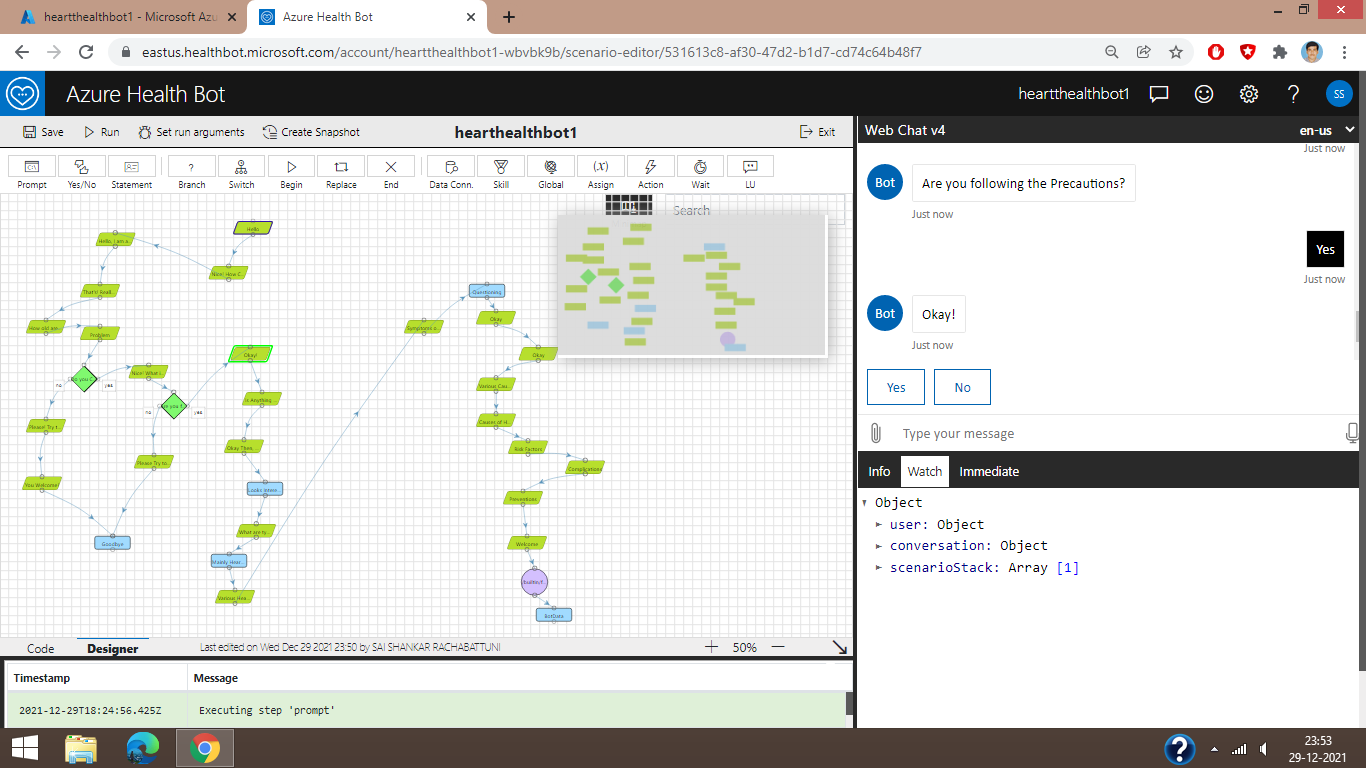 heartthealthbot1 - Microsoft Azu
Azure Health Bot
eastus.healthbot.microsoft.com/account/heartthealthbot1-wbvbk9b/scenario-editor/531613c8-af30-47d2-b1d7-cd74c64b48f7
Azure Health Bot
heartthealthbot1
SS
Save
Run
Set run arguments
Create Snapshot
hearthealthbot1
Exit
Prompt
Yes/No
Statement
Branch
Switch
Begin
Replace
End
Data Conn.
Skill
Global
Assign
Action
Wait
LU
Search
Hello
Hello, I am a...
Nice! How C...
That's! Reall...
How old are...
Problem
Do you C...
no
yes
Nice! What i...
no
yes
Please! Try t...
Please Try to...
You Welcome!
Goodbye
Okay!
Is Anything...
Okay Then...
Looks Intere...
What are ty...
Mainly Hear...
Various Hea...
Symptoms o...
Questioning
Okay
Okay
Various Cau...
Causes of H...
Risk Factors
Complications
Preventions
Welcome
BotData
Code
Designer
Last edited on Wed Dec 29 2021 23:50 by SAI SHANKAR RACHABATTUNI
50%
Timestamp
Message
2021-12-29T18:24:56.425Z
Executing step 'prompt'
Web Chat v4
en-us
Just now
Bot
Are you following the Precautions?
Just now
Yes
Just now
Bot
Okay!
Just now
Yes
No
Type your message
Info
Watch
Immediate
Object
user: Object
conversation: Object
scenarioStack: Array [1]
23:53
29-12-2021